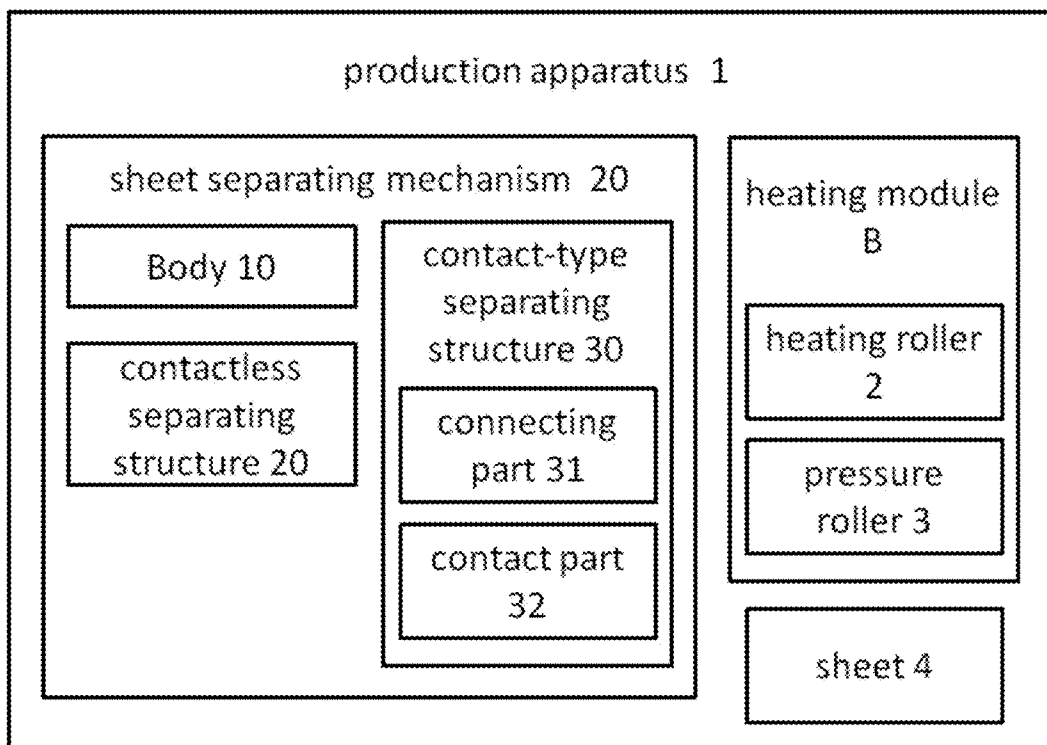 production apparatus 1
sheet separating mechanism 20
Body 10
contactless
separating
structure 20
contact-type
separating
structure 30
connecting
part 31
contact part
32
heating module
B
heating roller
2
pressure
roller 3
sheet 4